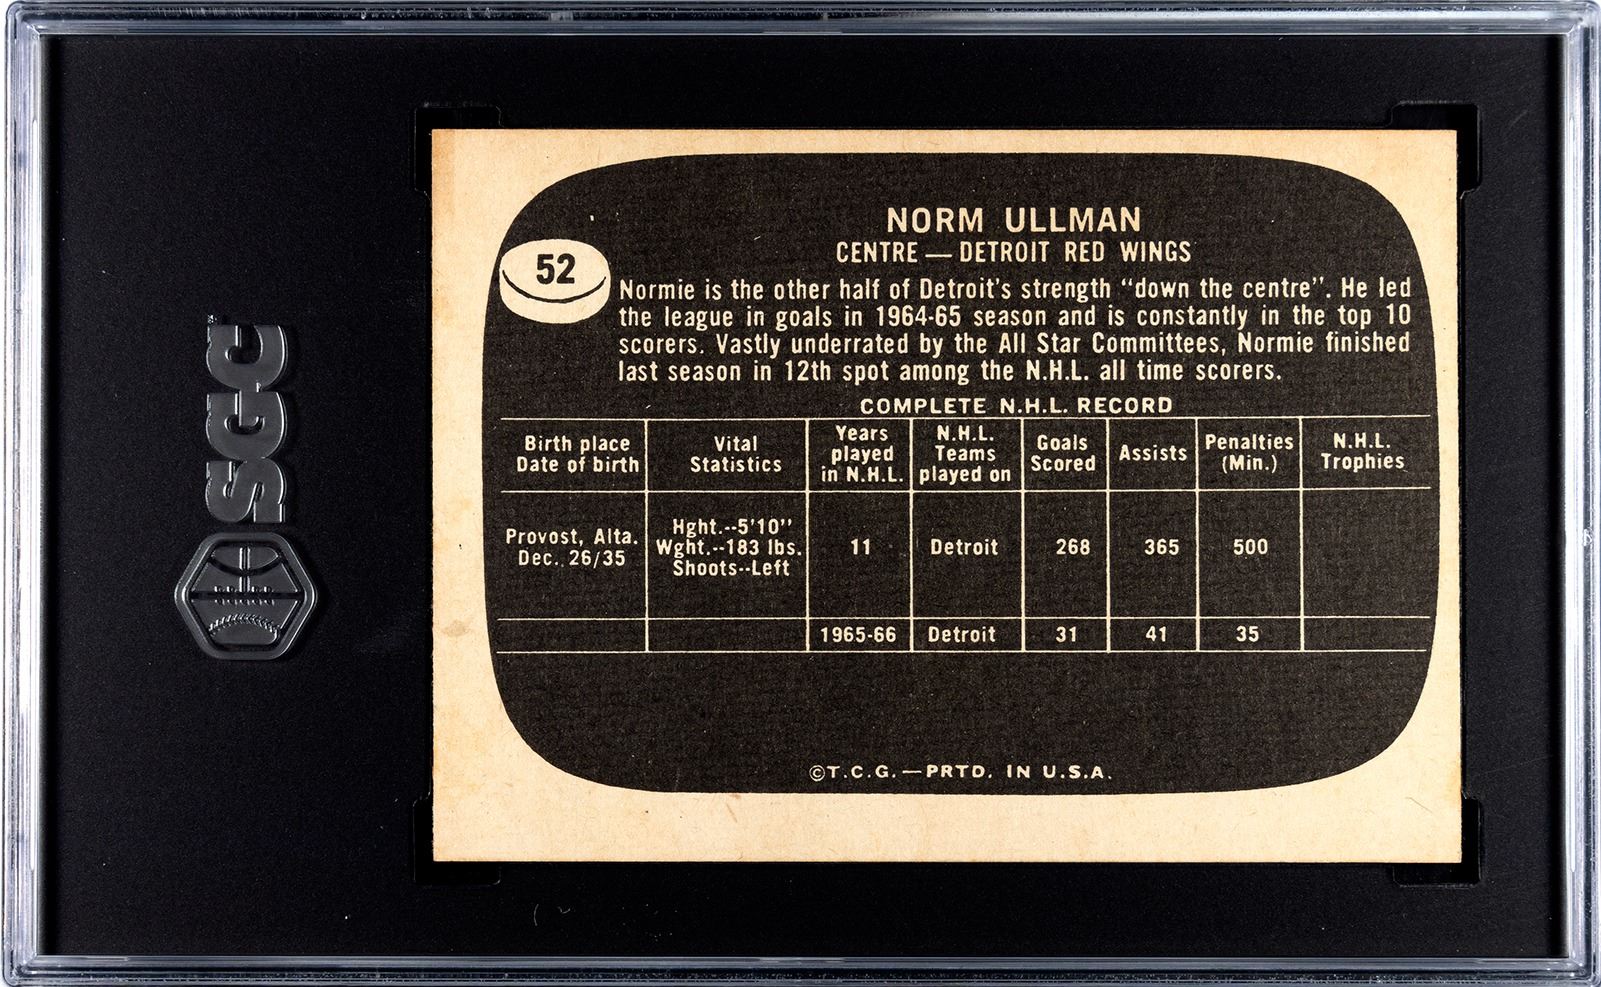 SGC
52
NORM ULLMAN
CENTRE — DETROIT RED WINGS
Normie is the other half of Detroit's strength "down the centre". He led
the league in goals in 1964-65 season and is constantly in the top 10
scorers. Vastly underrated by the All Star Committees, Normie finished
last season in 12th spot among the N.H.L. all time scorers.
COMPLETE N.H.L. RECORD
Birth place
Date of birth
Vital
Statistics
Years
played
in N.H.L.
N.H.L.
Teams
played on
Goals
Scored
Assists
Penalties
(Min.)
N.H.L.
Trophies
Provost, Alta.
Dec. 26/35
Hght.--5'10''
Wght.--183 lbs.
Shoots--Left
11
Detroit
268
365
500
1965-66
Detroit
31
41
35
©T.C.G.—PRTD. IN U.S.A.